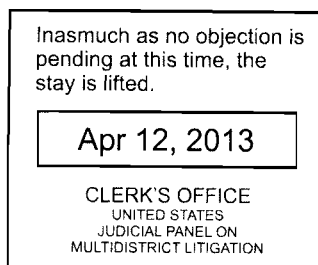 Inasmuch as no objection is
pending at this time, the
stay is lifted.
Apr 12, 2013
CLERK'S OFFICE
UNITED STATES
JUDICIAL PANEL ON
MULTIDISTRICT LITIGATION